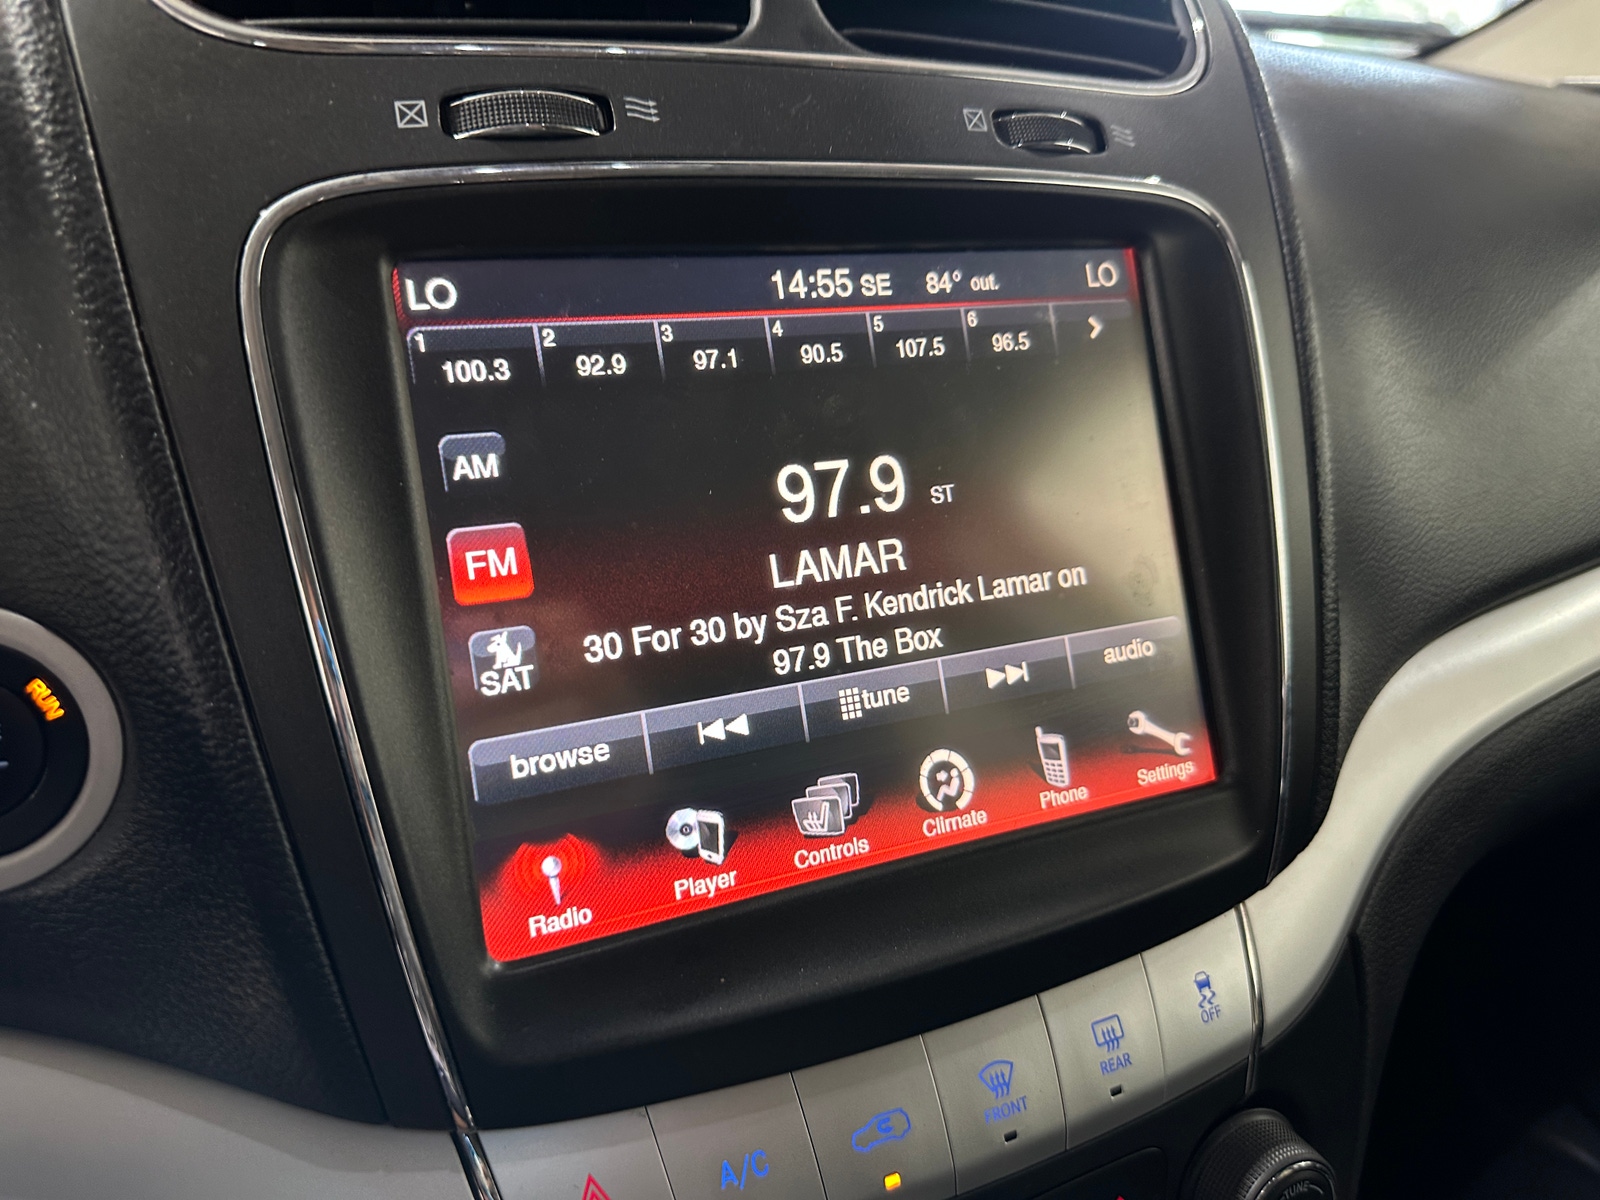 LO 14:55 SE 84° out. LO
1 2 3 4 5 6
100.3 92.9 97.1 90.5 107.5 96.5
AM
97.9 ST
FM
LAMAR
30 For 30 by Sza F. Kendrick Lamar on
97.9 The Box
SAT
browse tune audio
Radio Player Controls Climate Phone Settings
RUN
A/C
FRONT
REAR
OFF
TUNE